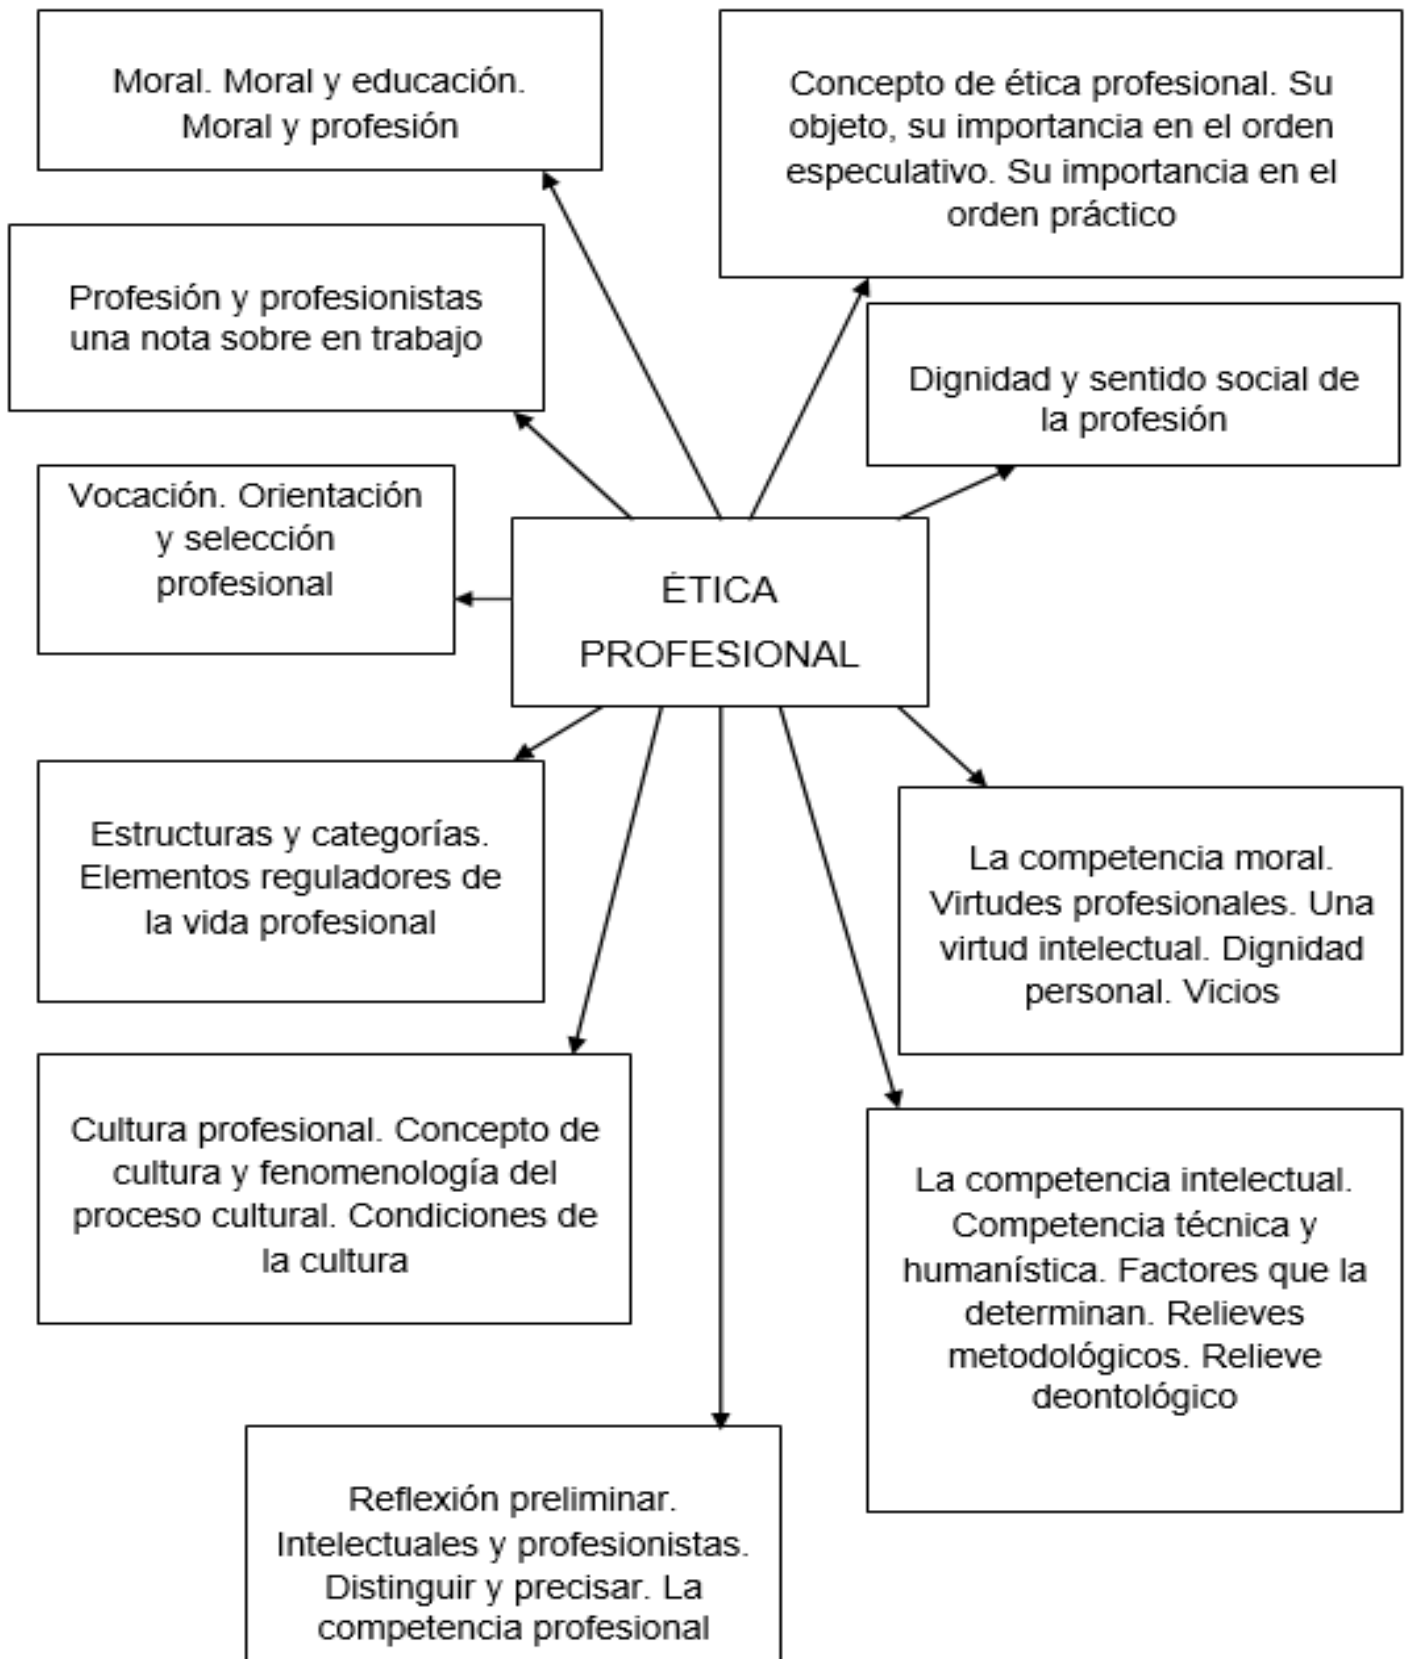 Moral. Moral y educación.
Moral y profesión
Concepto de ética profesional. Su
objeto, su importancia en el orden
especulativo. Su importancia en el
orden práctico
Profesión y profesionistas
una nota sobre en trabajo
Dignidad y sentido social de
la profesión
Vocación. Orientación
y selección
profesional
ÉTICA
PROFESIONAL
Estructuras y categorías.
Elementos reguladores de
la vida profesional
La competencia moral.
Virtudes profesionales. Una
virtud intelectual. Dignidad
personal. Vicios
Cultura profesional. Concepto de
cultura y fenomenología del
proceso cultural. Condiciones de
la cultura
La competencia intelectual.
Competencia técnica y
humanística. Factores que la
determinan. Relieves
metodológicos. Relieve
deontológico
Reflexión preliminar.
Intelectuales y profesionistas.
Distinguir y precisar. La
competencia profesional